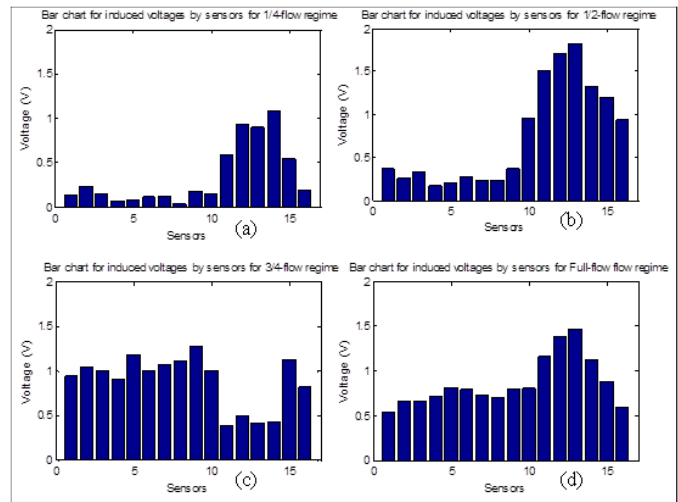 Bar chart for induced voltages by sensors for 1/4-flow regime
2
1.5
1
0.5
0
Voltage (V)
0
5
10
15
Sensors
(a)
Bar chart for induced voltages by sensors for 1/2-flow regime
2
1.5
1
0.5
0
Voltage (V)
0
5
10
15
Sensors
(b)
Bar chart for induced voltages by sensors for 3/4-flow regime
2
1.5
1
0.5
0
Voltage (V)
0
5
10
15
Sensors
(c)
Bar chart for induced voltages by sensors for Full-flow flow regime
2
1.5
1
0.5
0
Voltage (V)
0
5
10
15
Sensors
(d)